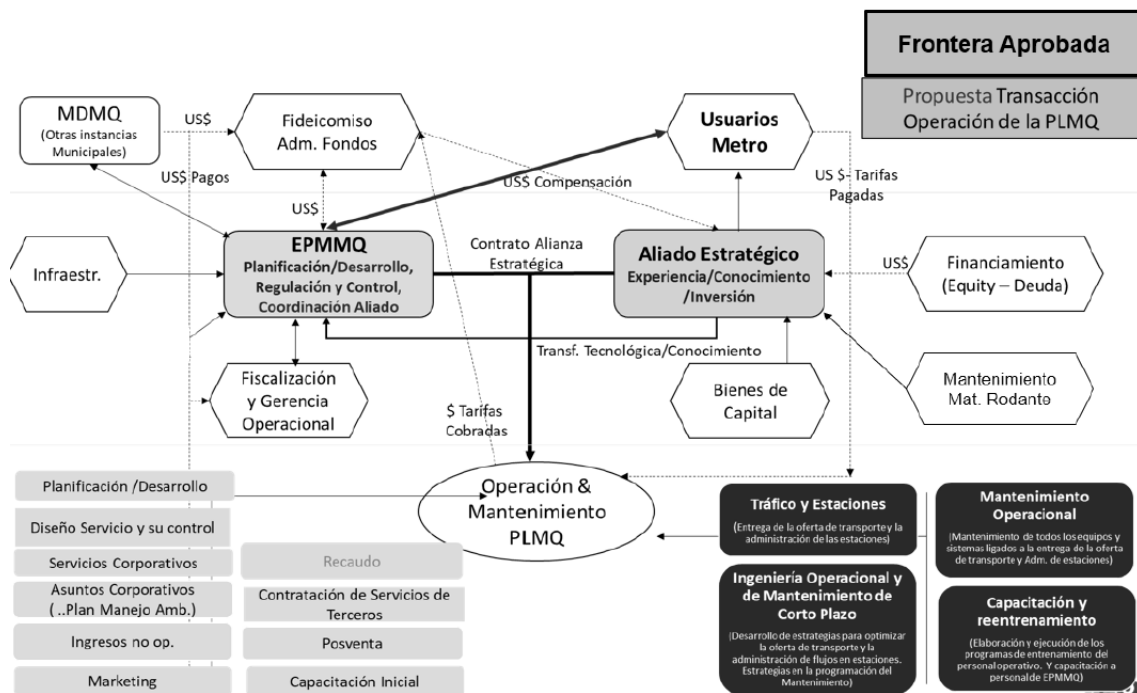 Frontera Aprobada
Propuesta Transacción
Operación de la PLMQ
MDMQ
(Otras instancias
Municipales)
US$
Fideicomiso
Adm. Fondos
Usuarios
Metro
US$ Pagos
US$
US$ Compensación
US $- Tarifas
Pagadas
Infraestr.
EPMMQ
Planificación/Desarrollo,
Regulación y Control,
Coordinación Aliado
Contrato Alianza
Estratégica
Aliado Estratégico
Experiencia/Conocimiento
/Inversión
US$
Financiamiento
(Equity – Deuda)
Transf. Tecnológica/Conocimiento
Fiscalización
y Gerencia
Operacional
$ Tarifas
Cobradas
Bienes de
Capital
Mantenimiento
Mat. Rodante
Operación &
Mantenimiento
PLMQ
Planificación /Desarrollo
Diseño Servicio y su control
Servicios Corporativos
Asuntos Corporativos
( ..Plan Manejo Amb.)
Ingresos no op.
Marketing
Recaudo
Contratación de Servicios de
Terceros
Posventa
Capacitación Inicial
Tráfico y Estaciones
(Entrega de la oferta de transporte y la
administración de las estaciones)
Mantenimiento
Operacional
(Mantenimiento de todos los equipos y
sistemas ligados a la entrega de la oferta
de transporte y Adm. de estaciones)
Ingeniería Operacional y
de Mantenimiento de
Corto Plazo
(Desarrollo de estrategias para optimizar
la oferta de transporte y la
administración de flujos en estaciones.
Estrategias en la programación del
Mantenimiento)
Capacitación y
reentrenamiento
(Elaboración y ejecución de los
programas de entrenamiento del
personal operativo. Y capacitación a
personal de EPMMQ)